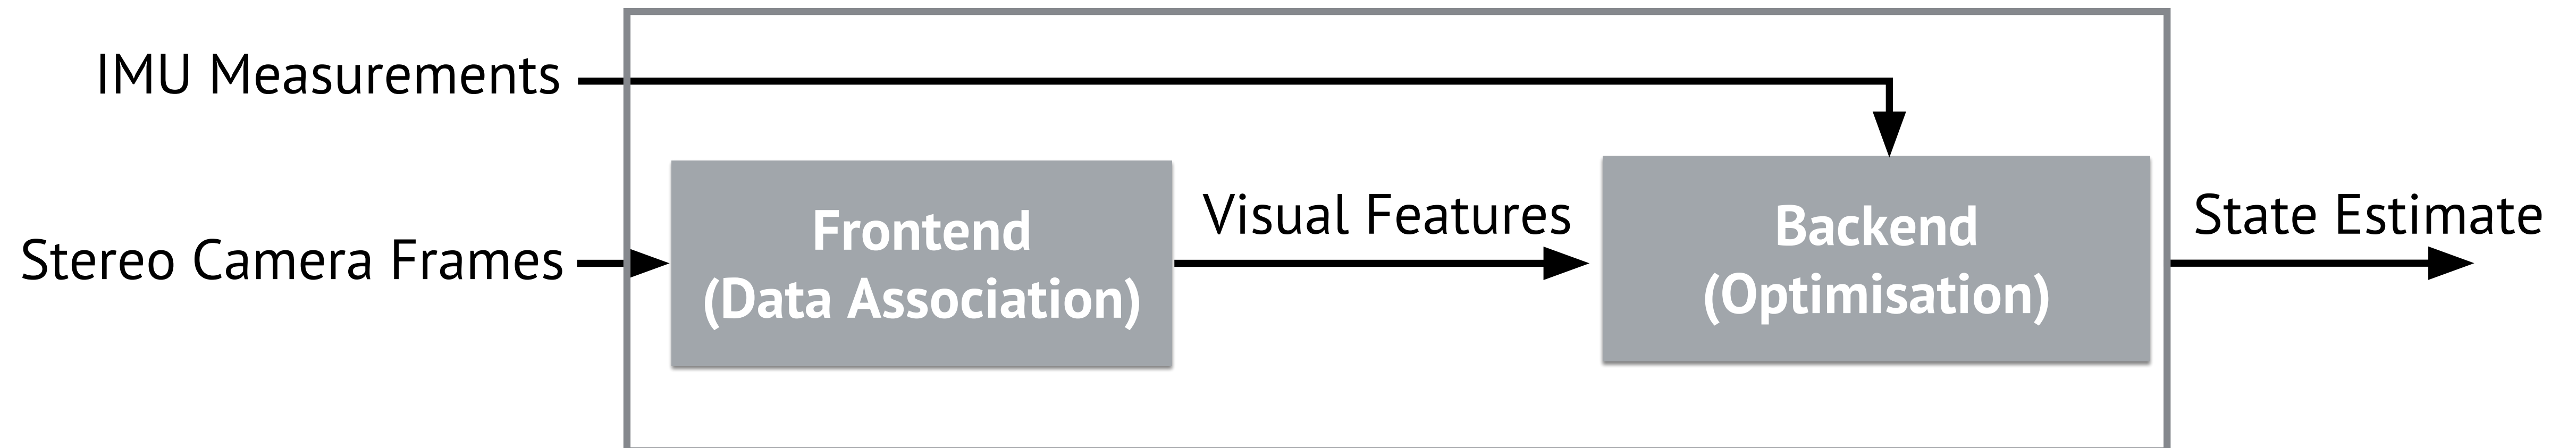 IMU Measurements
Stereo Camera Frames
Frontend
(Data Association)
Visual Features
Backend
(Optimisation)
State Estimate